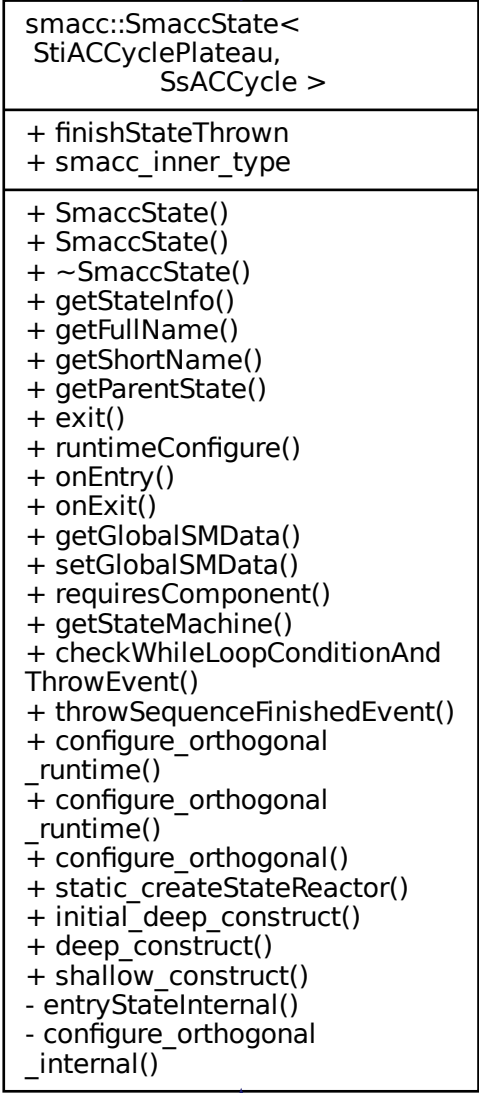 smacc::SmaccState<
StiACCyclePlateau,
SsACCycle >
+ finishStateThrown
+ smacc_inner_type
+ SmaccState()
+ SmaccState()
+ ~SmaccState()
+ getStateInfo()
+ getFullName()
+ getShortName()
+ getParentState()
+ exit()
+ runtimeConfigure()
+ onEntry()
+ onExit()
+ getGlobalSMData()
+ setGlobalSMData()
+ requiresComponent()
+ getStateMachine()
+ checkWhileLoopConditionAnd
ThrowEvent()
+ throwSequenceFinishedEvent()
+ configure_orthogonal
_runtime()
+ configure_orthogonal
_runtime()
+ configure_orthogonal()
+ static_createStateReactor()
+ initial_deep_construct()
+ deep_construct()
+ shallow_construct()
- entryStateInternal()
- configure_orthogonal
_internal()